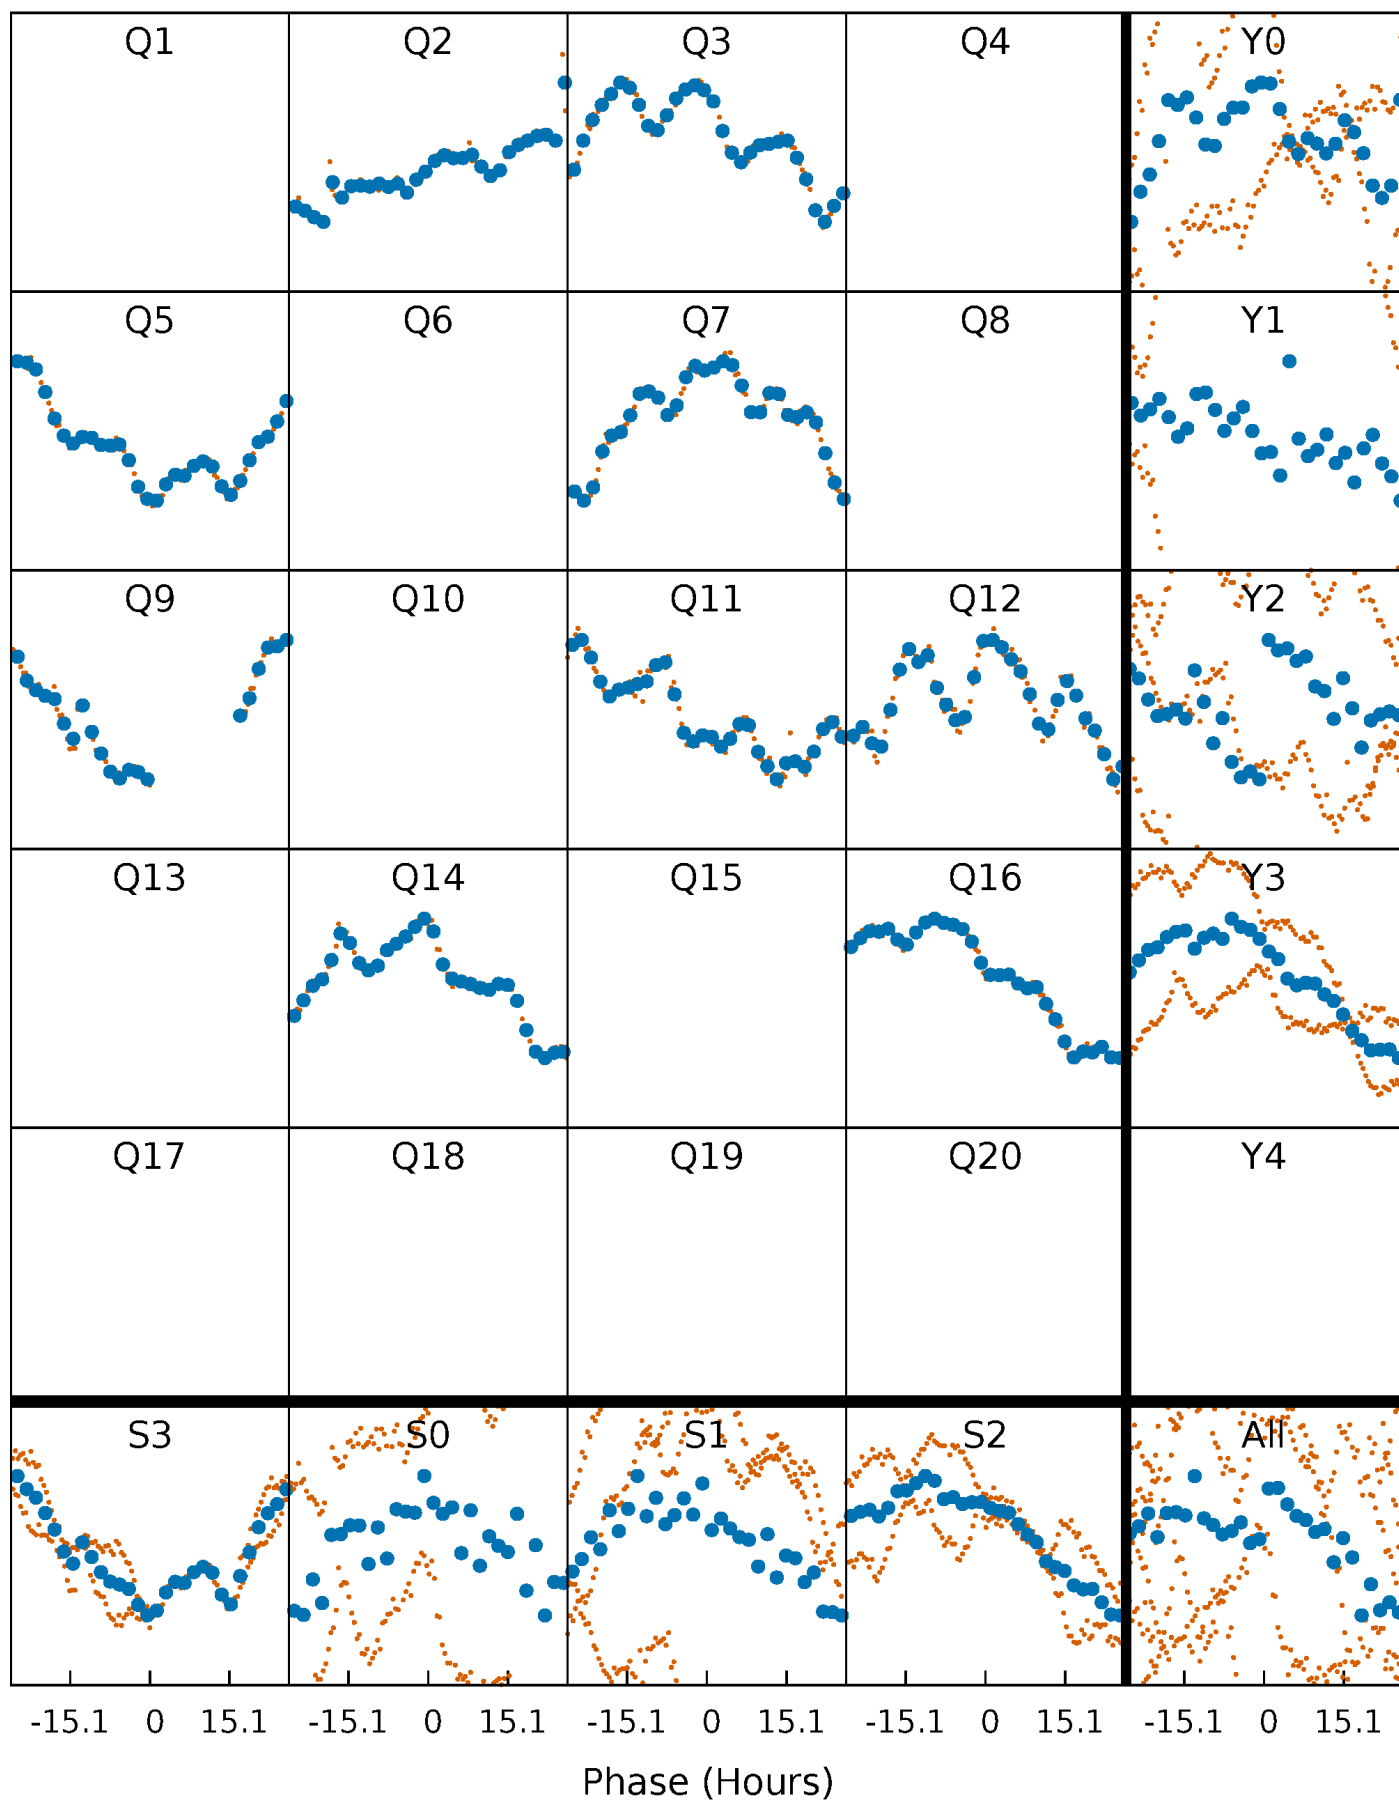 Q1 Q2 Q3 Q4 Y0
Q5 Q6 Q7 Q8 Y1
Q9 Q10 Q11 Q12 Y2
Q13 Q14 Q15 Q16 Y3
Q17 Q18 Q19 Q20 Y4
S3 S0 S1 S2 All
-15.1 0 15.1 -15.1 0 15.1 -15.1 0 15.1 -15.1 0 15.1 -15.1 0 15.1
Phase (Hours)